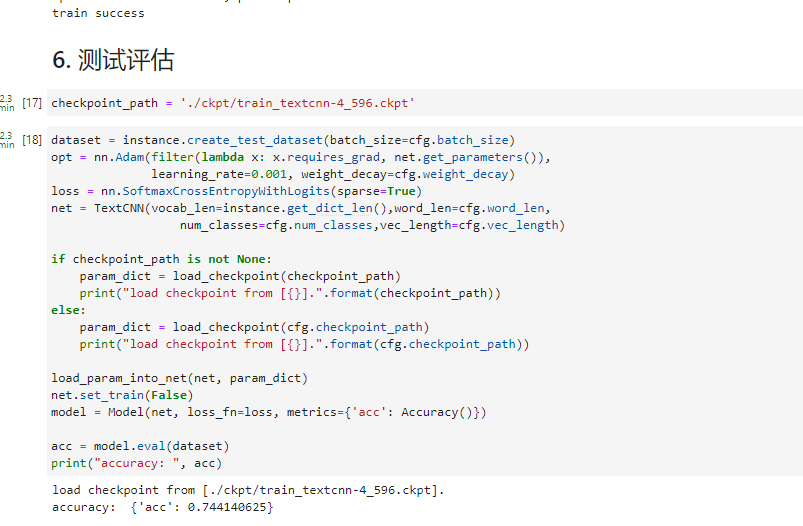 train success
6. 测试评估
2.3
min
[17] checkpoint_path = './ckpt/train_textcnn-4_596.ckpt'
2.3
min
[18] dataset = instance.create_test_dataset(batch_size=cfg.batch_size)
opt = nn.Adam(filter(lambda x: x.requires_grad, net.get_parameters()),
learning_rate=0.001, weight_decay=cfg.weight_decay)
loss = nn.SoftmaxCrossEntropyWithLogits(sparse=True)
net = TextCNN(vocab_len=instance.get_dict_len(),word_len=cfg.word_len,
num_classes=cfg.num_classes,vec_length=cfg.vec_length)
if checkpoint_path is not None:
param_dict = load_checkpoint(checkpoint_path)
print("load checkpoint from [{}].".format(checkpoint_path))
else:
param_dict = load_checkpoint(cfg.checkpoint_path)
print("load checkpoint from [{}].".format(cfg.checkpoint_path))
load_param_into_net(net, param_dict)
net.set_train(False)
model = Model(net, loss_fn=loss, metrics={'acc': Accuracy()})
acc = model.eval(dataset)
print("accuracy: ", acc)
load checkpoint from [./ckpt/train_textcnn-4_596.ckpt].
accuracy:  {'acc': 0.744140625}